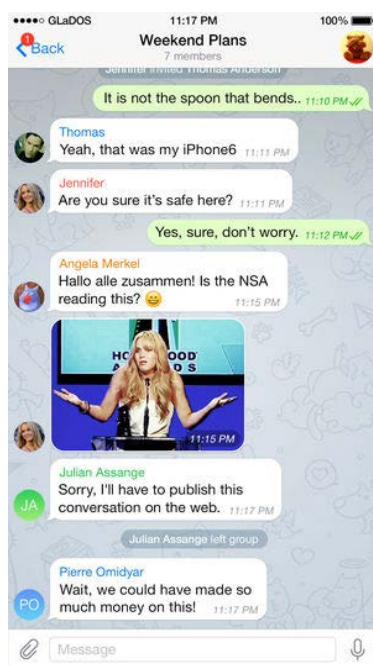 GLaDOS 11:17 PM 100%
1
Back Weekend Plans
7 members
Jennifer invited Thomas Anderson
It is not the spoon that bends.. 11:10 PM
Thomas
Yeah, that was my iPhone6 11:11 PM
Jennifer
Are you sure it's safe here? 11:11 PM
Yes, sure, don't worry. 11:12 PM
Angela Merkel
Hallo alle zusammen! Is the NSA
reading this? 😄 11:15 PM
11:15 PM
Julian Assange
Sorry, I'll have to publish this
JA conversation on the web. 11:17 PM
Julian Assange left group
Pierre Omidyar
Wait, we could have made so
PO much money on this! 11:17 PM
Message